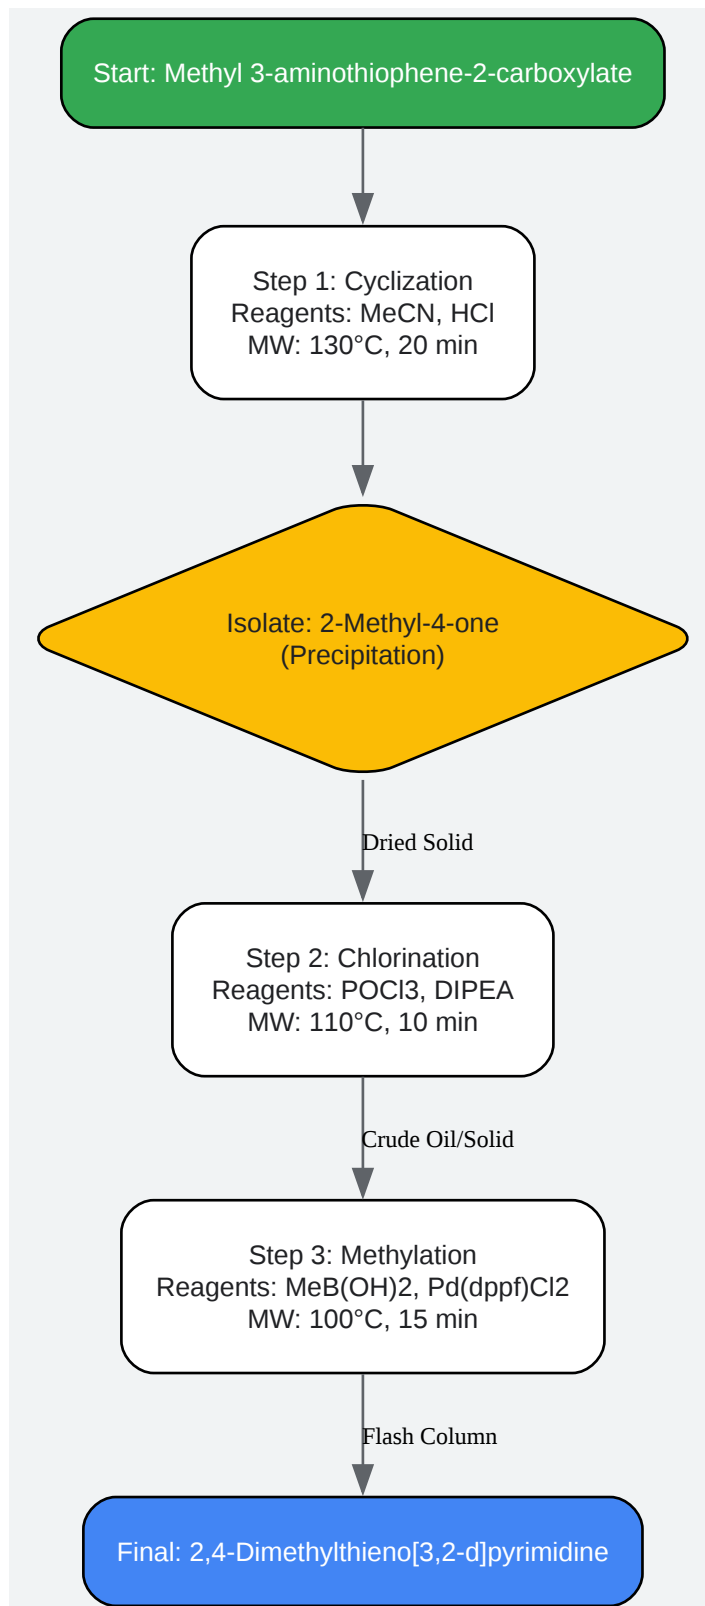 Start: Methyl 3-aminothiophene-2-carboxylate
Step 1: Cyclization
Reagents: MeCN, HCl
MW: 130°C, 20 min
Isolate: 2-Methyl-4-one
(Precipitation)
Dried Solid
Step 2: Chlorination
Reagents: POCl3, DIPEA
MW: 110°C, 10 min
Crude Oil/Solid
Step 3: Methylation
Reagents: MeB(OH)2, Pd(dppf)Cl2
MW: 100°C, 15 min
Flash Column
Final: 2,4-Dimethylthieno[3,2-d]pyrimidine